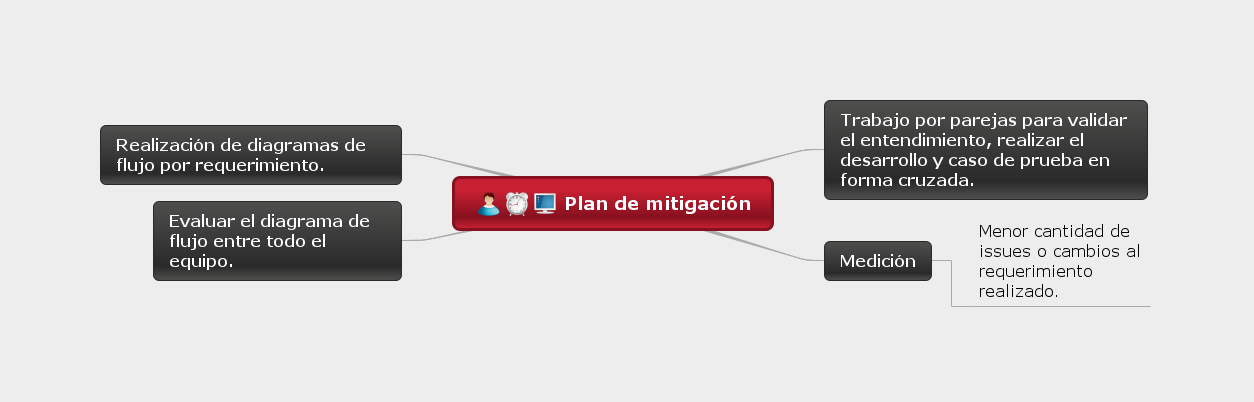 Realización de diagramas de
flujo por requerimiento.
Evaluar el diagrama de
flujo entre todo el
equipo.
Plan de mitigación
Trabajo por parejas para validar
el entendimiento, realizar el
desarrollo y caso de prueba en
forma cruzada.
Medición
Menor cantidad de
issues o cambios al
requerimiento
realizado.